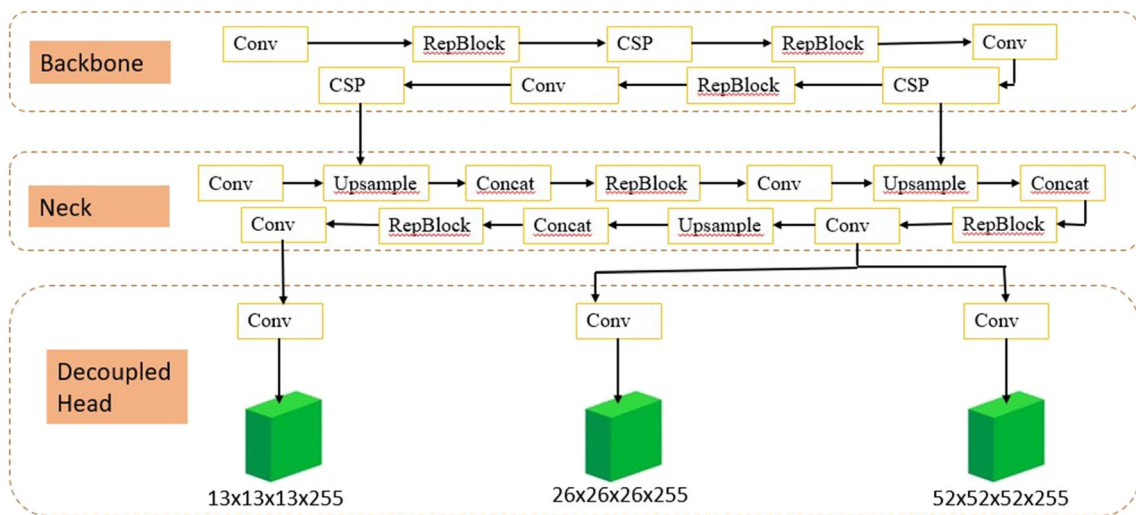 Backbone
Conv RepBlock CSP RepBlock Conv
CSP Conv RepBlock CSP
Neck
Conv Upsample Concat RepBlock Conv Upsample Concat
Conv RepBlock Concat Upsample Conv RepBlock
Decoupled
Head
Conv Conv Conv
13x13x13x255 26x26x26x255 52x52x52x255